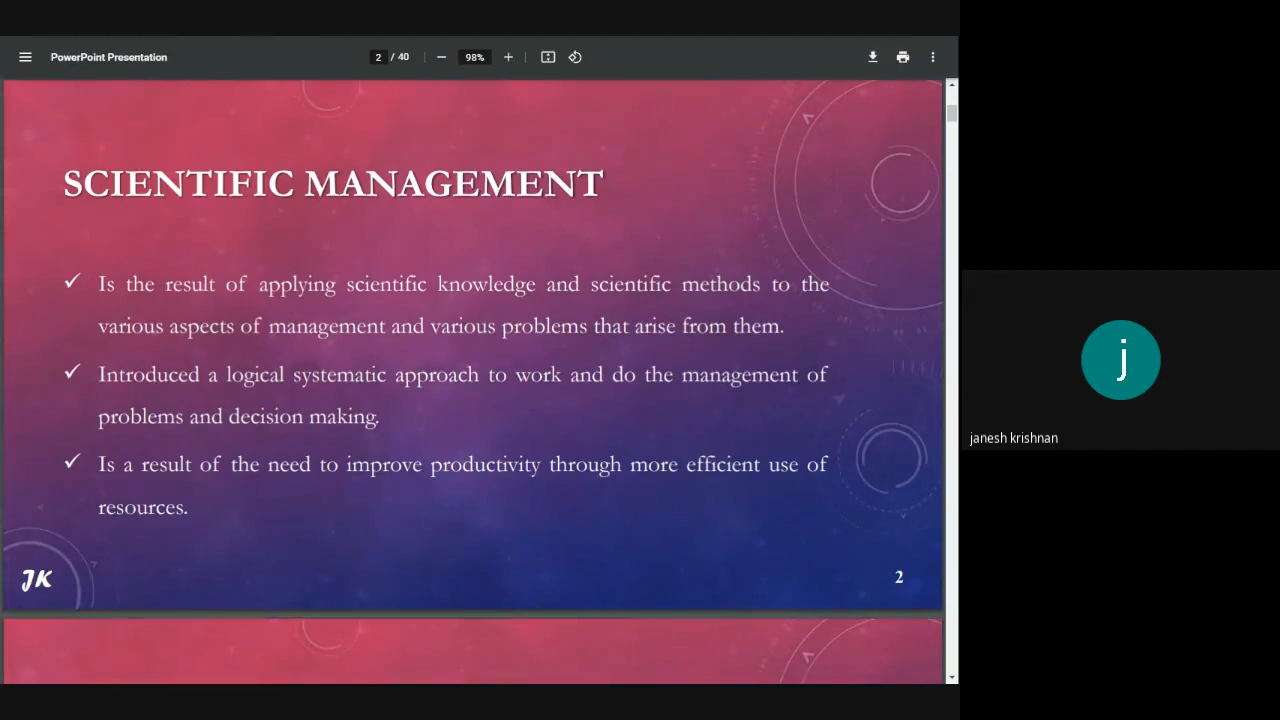 PowerPoint Presentation
2 / 40
98%
SCIENTIFIC MANAGEMENT
✓ Is the result of applying scientific knowledge and scientific methods to the
various aspects of management and various problems that arise from them.
✓ Introduced a logical systematic approach to work and do the management of
problems and decision making.
✓ Is a result of the need to improve productivity through more efficient use of
resources.
JK
2
j
janesh krishnan